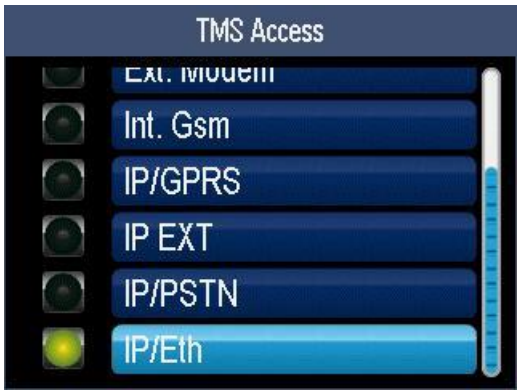 TMS Access
Ext. Modem
Int. Gsm
IP/GPRS
IP EXT
IP/PSTN
IP/Eth